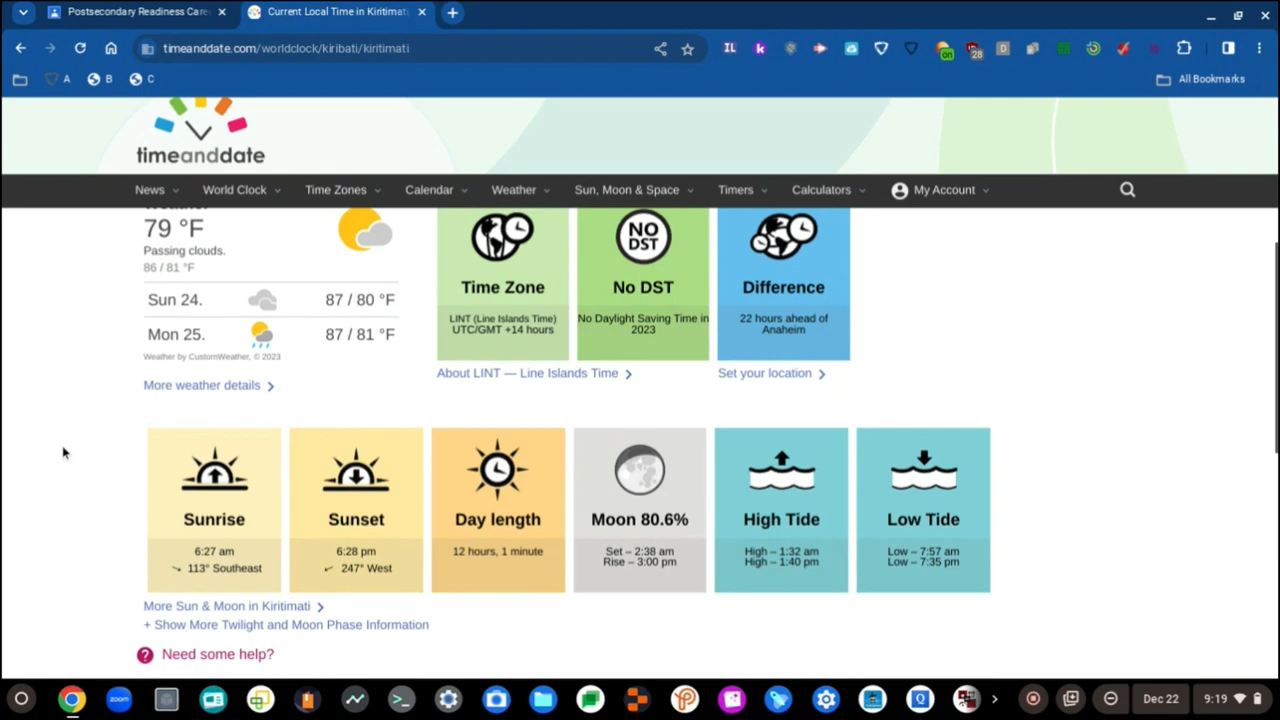 Postsecondary Readiness Care
Current Local Time in Kiritimati
timeanddate.com/worldclock/kiribati/kiritimati
IL
k
on
28
D
A
B
C
All Bookmarks
timeanddate
News
World Clock
Time Zones
Calendar
Weather
Sun, Moon & Space
Timers
Calculators
My Account
Weather
79 °F
Passing clouds.
86 / 81 °F
Sun 24.
87 / 80 °F
Mon 25.
87 / 81 °F
Weather by CustomWeather, © 2023
More weather details
Time Zone
LINT (Line Islands Time)
UTC/GMT +14 hours
About LINT — Line Islands Time
NO
DST
No DST
No Daylight Saving Time in
2023
Difference
22 hours ahead of
Anaheim
Set your location
Sunrise
6:27 am
113° Southeast
Sunset
6:28 pm
247° West
Day length
12 hours, 1 minute
Moon 80.6%
Set – 2:38 am
Rise – 3:00 pm
High Tide
High – 1:32 am
High – 1:40 pm
Low Tide
Low – 7:57 am
Low – 7:35 pm
More Sun & Moon in Kiritimati
+ Show More Twilight and Moon Phase Information
? Need some help?
zoom
Q
Dec 22
9:19